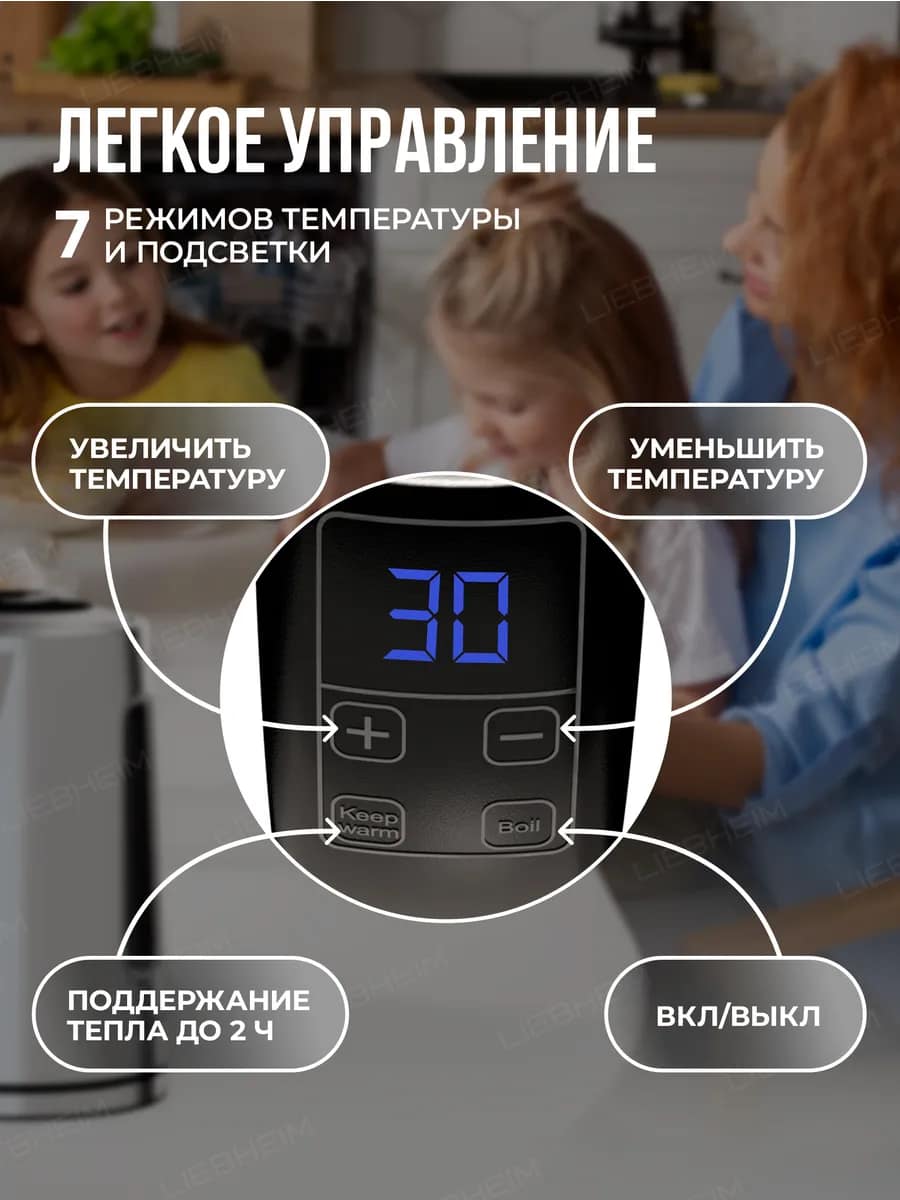 ЛЕГКОЕ УПРАВЛЕНИЕ
7 РЕЖИМОВ ТЕМПЕРАТУРЫ
И ПОДСВЕТКИ
УВЕЛИЧИТЬ
ТЕМПЕРАТУРУ
УМЕНЬШИТЬ
ТЕМПЕРАТУРУ
30
+ −
Keep
warm
Boil
ПОДДЕРЖАНИЕ
ТЕПЛА ДО 2 Ч
ВКЛ/ВЫКЛ
LIEBHEIM